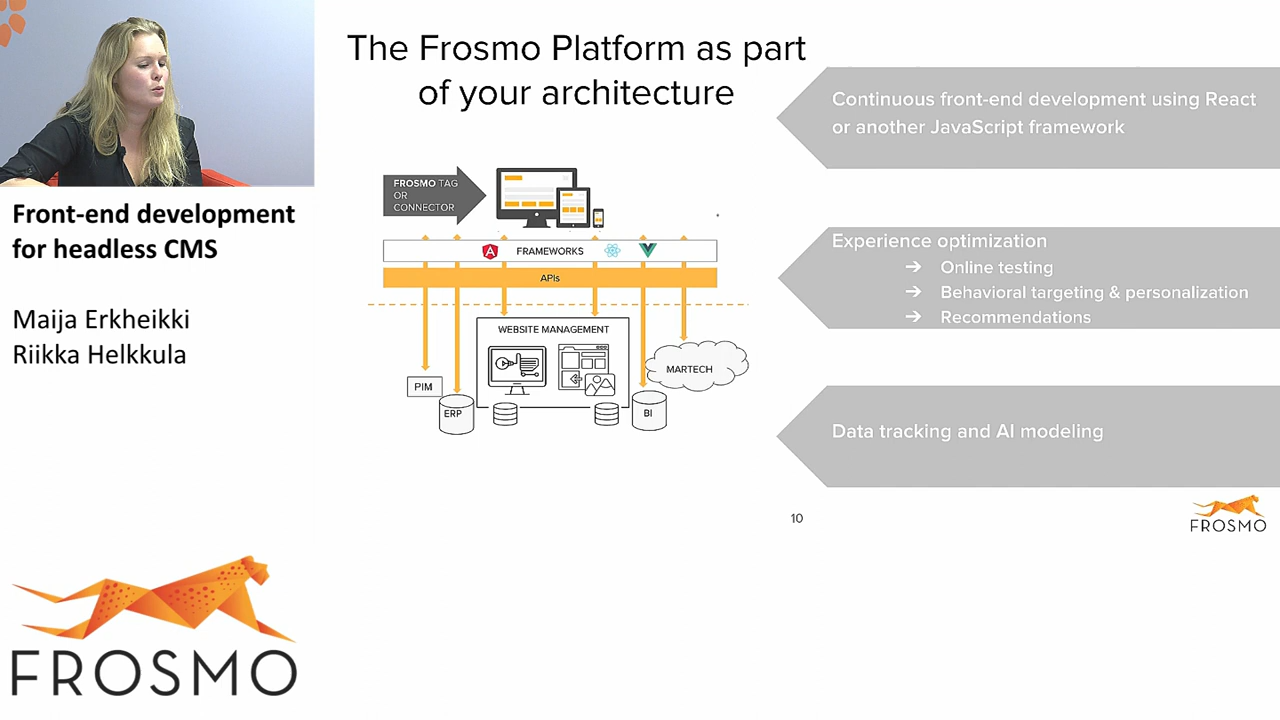 Front-end development
for headless CMS
Maija Erkheikki
Riikka Helkkula
FROSMO
The Frosmo Platform as part
of your architecture
FROSMO TAG
OR
CONNECTOR
FRAMEWORKS
APIs
WEBSITE MANAGEMENT
MARTECH
PIM
ERP
BI
Continuous front-end development using React
or another JavaScript framework
Experience optimization
➔ Online testing
➔ Behavioral targeting & personalization
➔ Recommendations
Data tracking and AI modeling
10
FROSMO